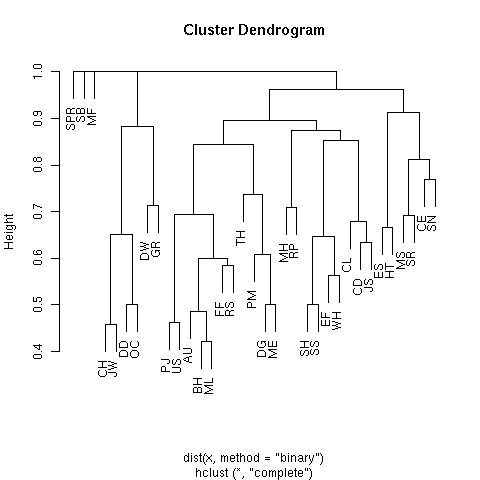 Cluster Dendrogram
Height
1.0
0.9
0.8
0.7
0.6
0.5
0.4
SPR
SB
MF
CH
JW
DD
OC
DW
GR
PJ
US
AU
BH
ML
FF
RS
TH
PM
DG
ME
MH
RP
SH
SS
EF
WH
CL
CD
JS
ES
HT
MS
SR
CE
SN
dist(x, method = "binary")
hclust (*, "complete")